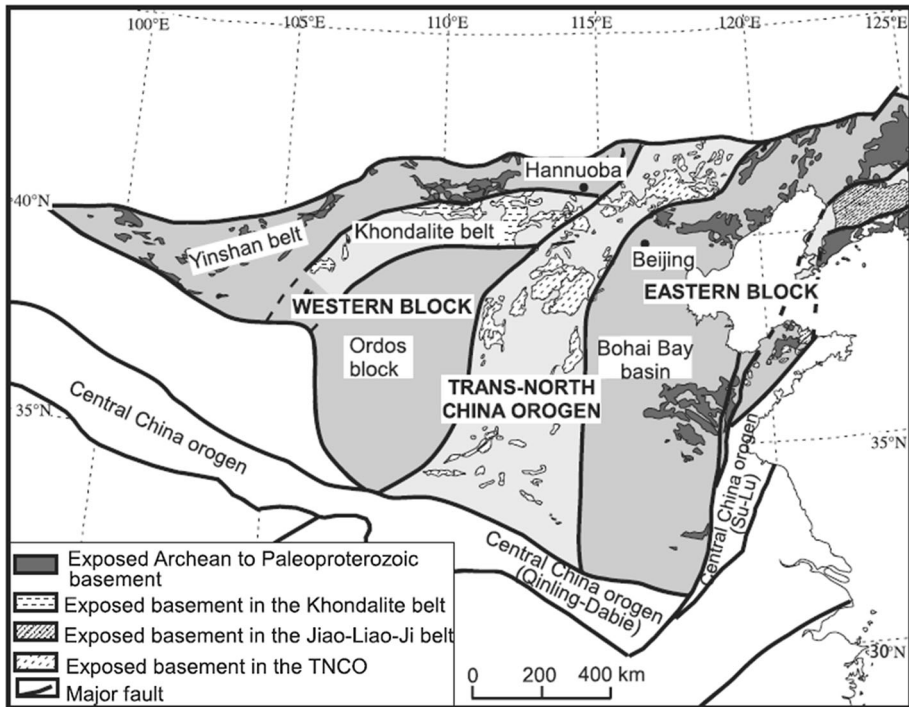 100°E
105°E
110°E
115°E
120°E
125°E
40°N
40°N
35°N
35°N
30°N
Hannuoba
Yinshan belt
Khondalite belt
Beijing
WESTERN BLOCK
EASTERN BLOCK
Ordos
block
Bohai Bay
basin
TRANS-NORTH
CHINA OROGEN
Central China orogen
Central China orogen
(Qinling-Dabie)
Central China orogen
(Su-Lu)
Exposed Archean to Paleoproterozoic
basement
Exposed basement in the Khondalite belt
Exposed basement in the Jiao-Liao-Ji belt
Exposed basement in the TNCO
Major fault
0 200 400 km